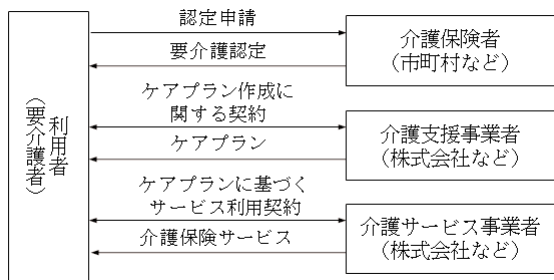 利用者
（要介護者）
認定申請
要介護認定
介護保険者
（市町村など）
ケアプラン作成に
関する契約
ケアプラン
介護支援事業者
（株式会社など）
ケアプランに基づく
サービス利用契約
介護保険サービス
介護サービス事業者
（株式会社など）